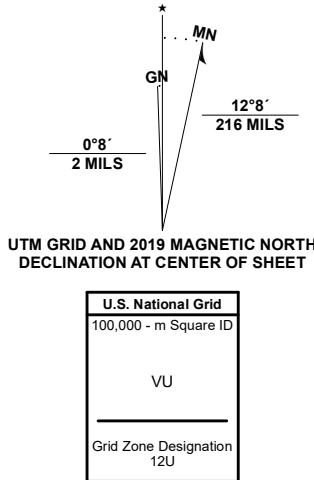 ★
MN
GN
0°8´
2 MILS
12°8´
216 MILS
UTM GRID AND 2019 MAGNETIC NORTH
DECLINATION AT CENTER OF SHEET
U.S. National Grid
100,000 - m Square ID
VU
Grid Zone Designation
12U